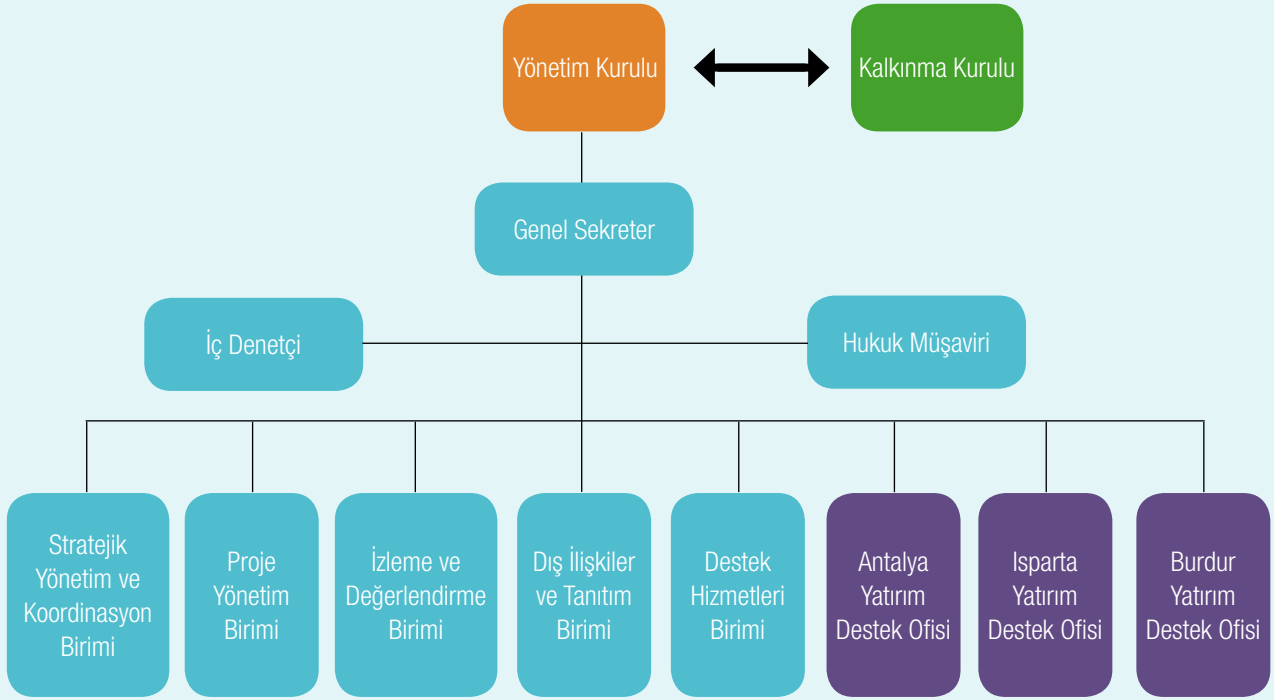 Yönetim Kurulu
Kalkınma Kurulu
Genel Sekreter
İç Denetçi
Hukuk Müşaviri
Stratejik
Yönetim ve
Koordinasyon
Birimi
Proje
Yönetim
Birimi
İzleme ve
Değerlendirme
Birimi
Dış İlişkiler
ve Tanıtım
Birimi
Destek
Hizmetleri
Birimi
Antalya
Yatırım
Destek Ofisi
Isparta
Yatırım
Destek Ofisi
Burdur
Yatırım
Destek Ofisi